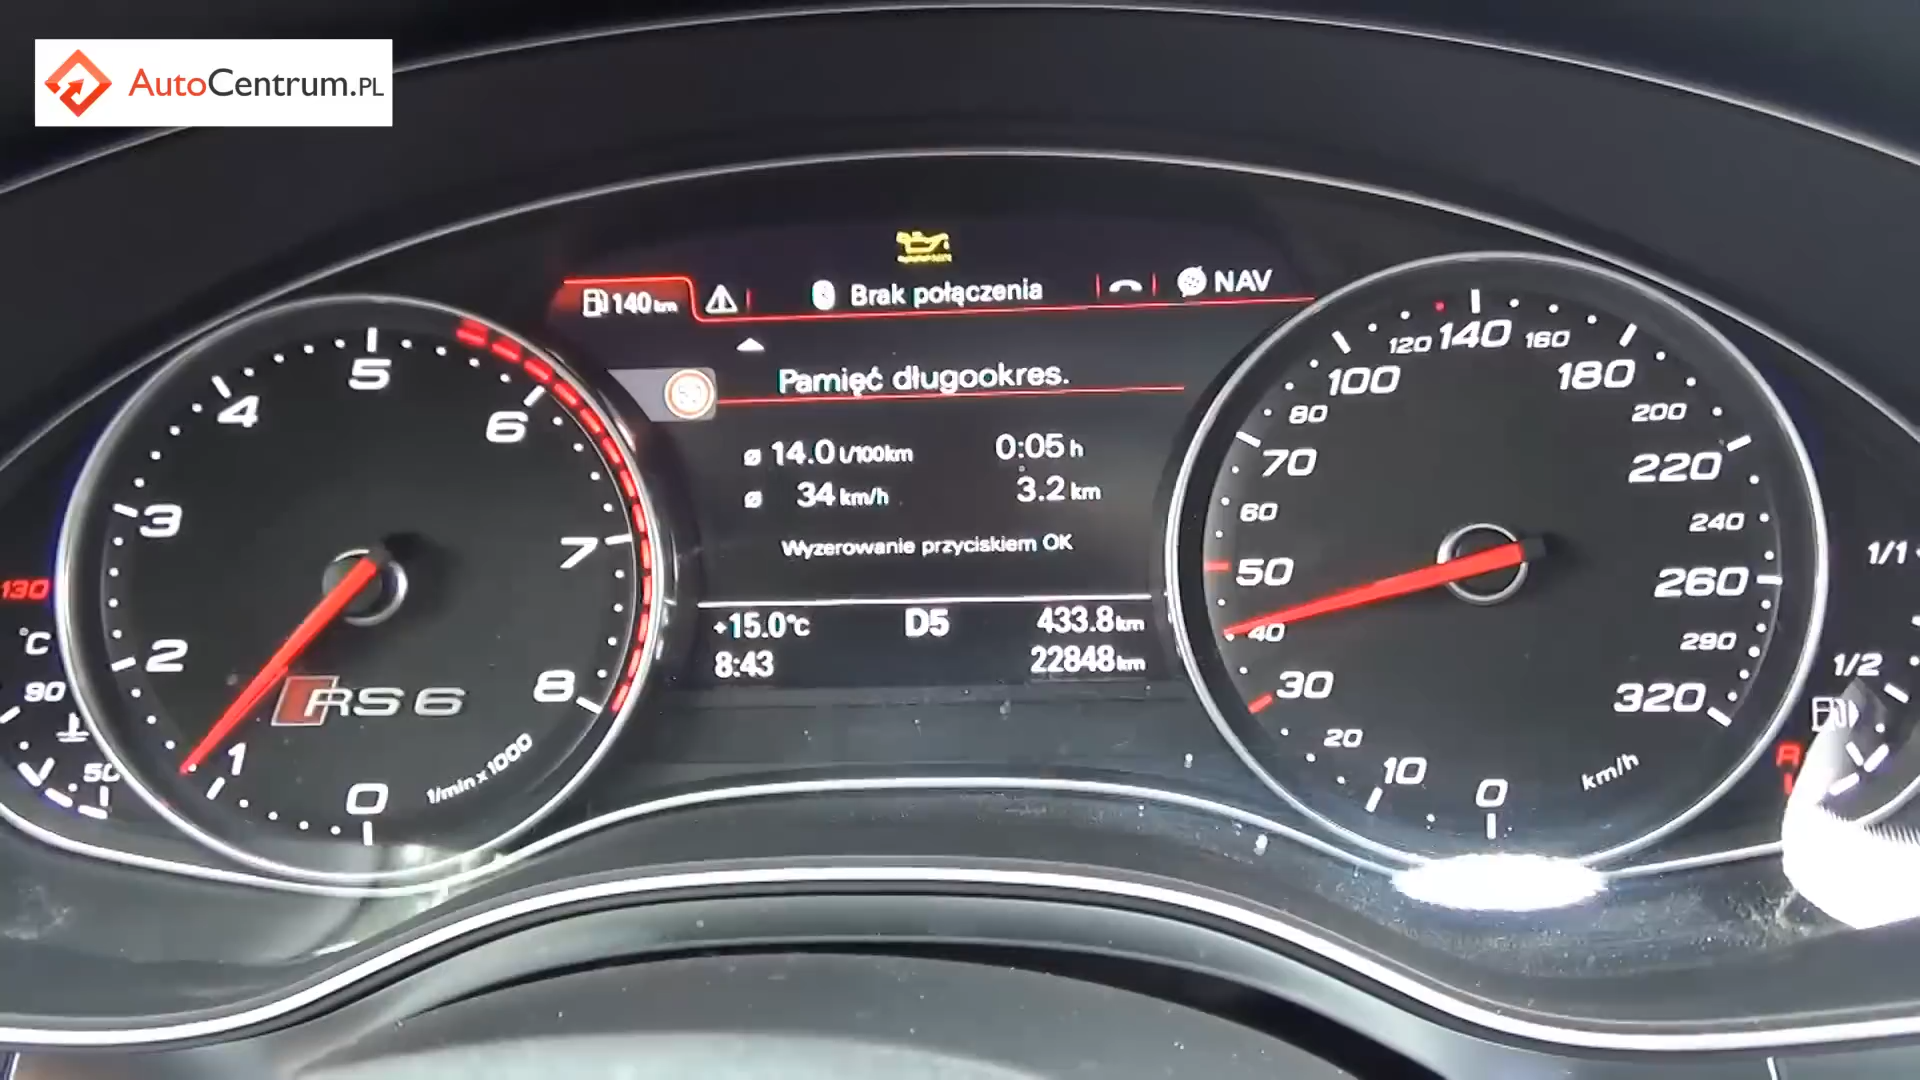 AutoCentrum.PL
140 km
Brak połączenia
NAV
Pamięć długookres.
ø 14.0 l/100km 0:05 h
ø 34 km/h 3.2 km
Wyzerowanie przyciskiem OK
+15.0°C D5 433.8 km
8:43 22848 km
0
1
2
3
4
5
6
7
8
RS 6
1/min x 1000
130
°C
90
50
0
10
20
30
40
50
60
70
80
100
120
140
160
180
200
220
240
260
290
320
km/h
1/1
1/2
R